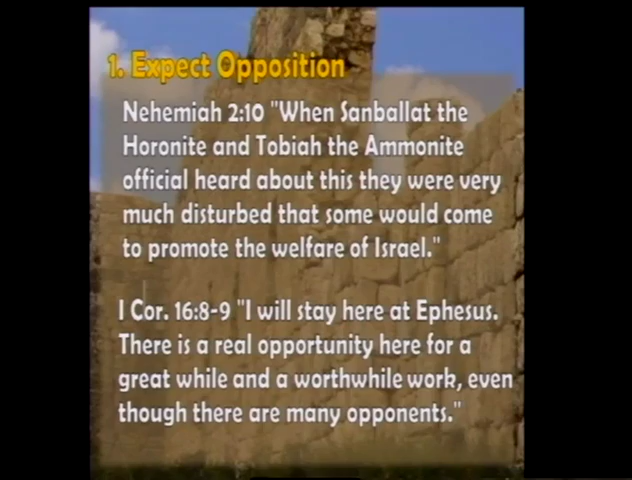 1. Expect Opposition
Nehemiah 2:10 "When Sanballat the
Horonite and Tobiah the Ammonite
official heard about this they were very
much disturbed that some would come
to promote the welfare of Israel."
I Cor. 16:8-9 "I will stay here at Ephesus.
There is a real opportunity here for a
great while and a worthwhile work, even
though there are many opponents."